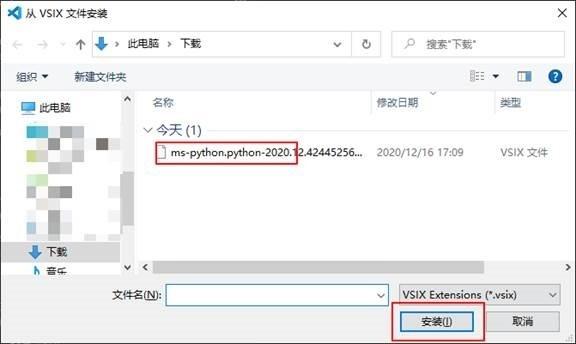 从 VSIX 文件安装
此电脑 > 下载
搜索"下载"
组织 新建文件夹
此电脑
下载
音乐
名称 修改日期 类型
今天 (1)
ms-python.python-2020.12.42445256... 2020/12/16 17:09 VSIX 文件
文件名(N): VSIX Extensions (*.vsix)
安装(I) 取消